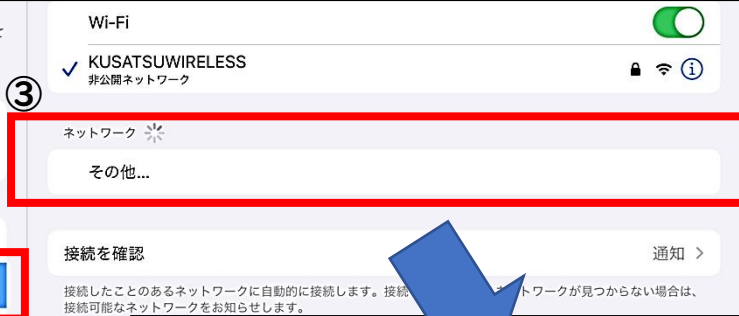 Wi-Fi
KUSATSUWIRELESS
非公開ネットワーク
③
ネットワーク
その他...
接続を確認
通知
接続したことのあるネットワークに自動的に接続します。接続 トワークが見つからない場合は、
接続可能なネットワークをお知らせします。